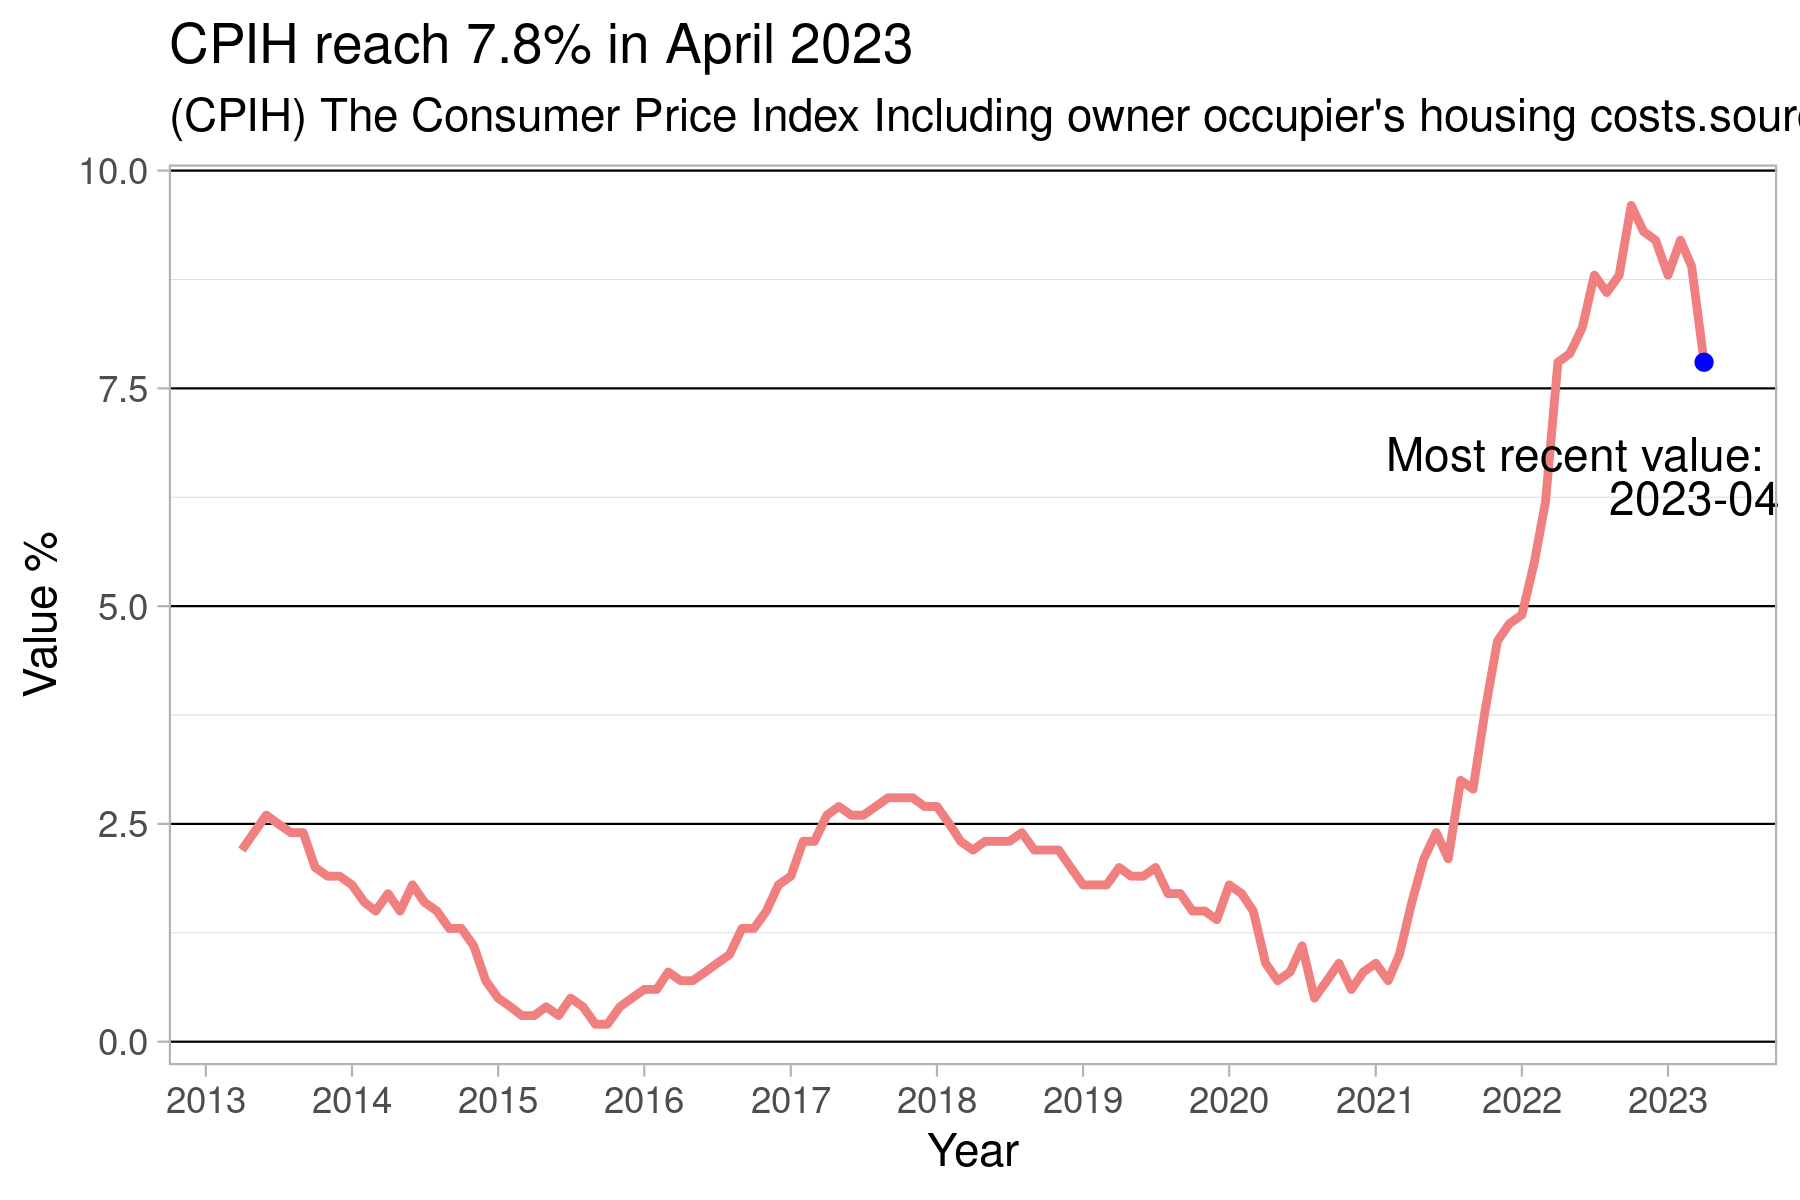 CPIH reach 7.8% in April 2023
(CPIH) The Consumer Price Index Including owner occupier's housing costs.
10.0
7.5
5.0
2.5
0.0
Value %
Most recent value:
2023-04
2013 2014 2015 2016 2017 2018 2019 2020 2021 2022 2023
Year